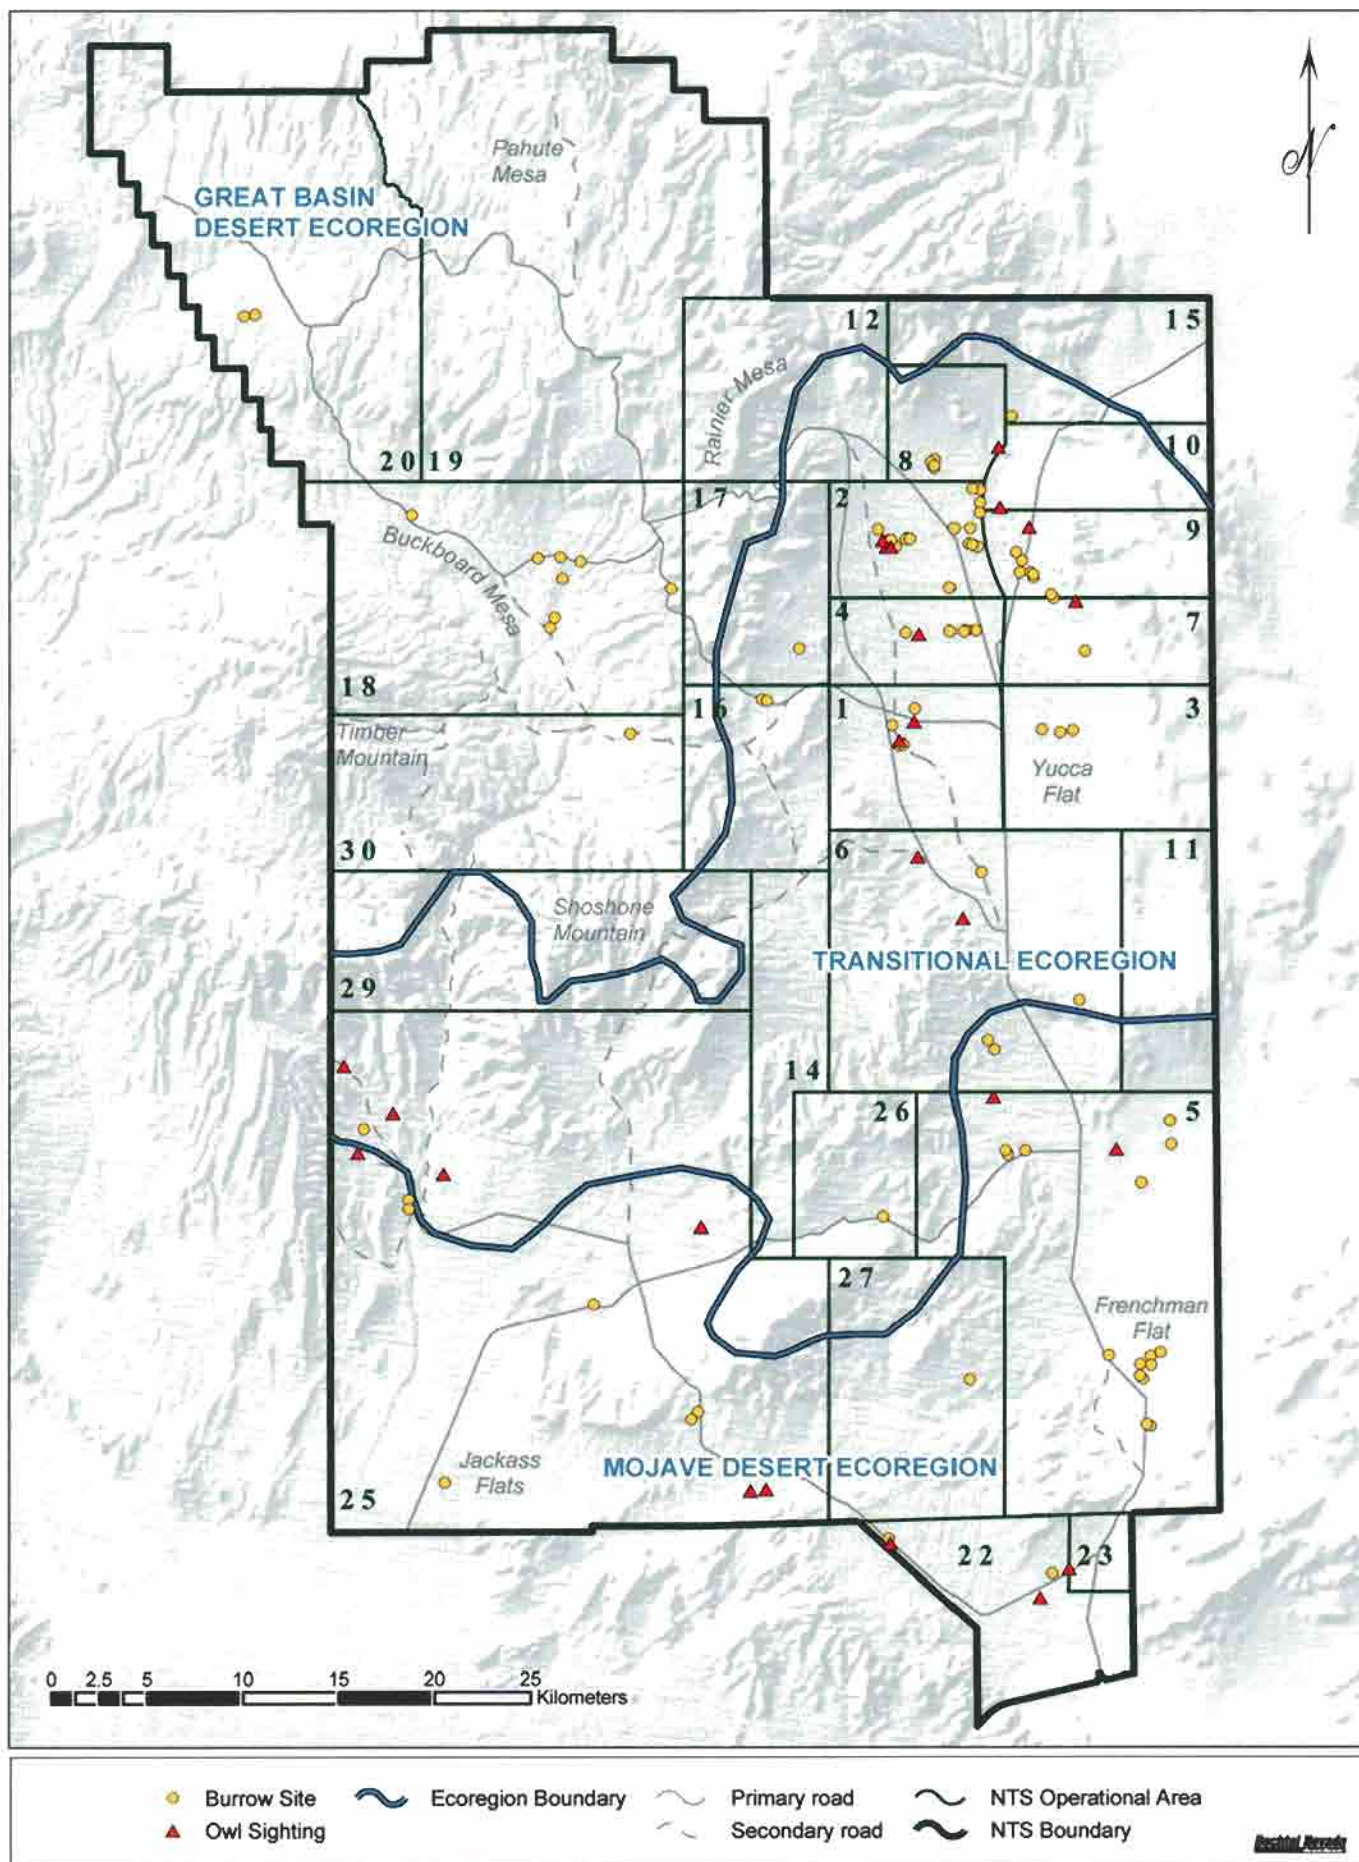 Pahute
Mesa
N
GREAT BASIN
DESERT ECOREGION
12
15
Rainier Mesa
20
19
8
10
17
2
9
Buckboard Mesa
4
7
18
16
1
3
Timber
Mountain
Yucca
Flat
30
6
11
Shoshone
Mountain
TRANSITIONAL ECOREGION
29
14
26
5
27
Frenchman
Flat
Jackass
Flats
MOJAVE DESERT ECOREGION
25
22
23
0 2.5 5 10 15 20 25
Kilometers
Burrow Site Ecoregion Boundary Primary road NTS Operational Area
Owl Sighting Secondary road NTS Boundary
Bechtel Nevada